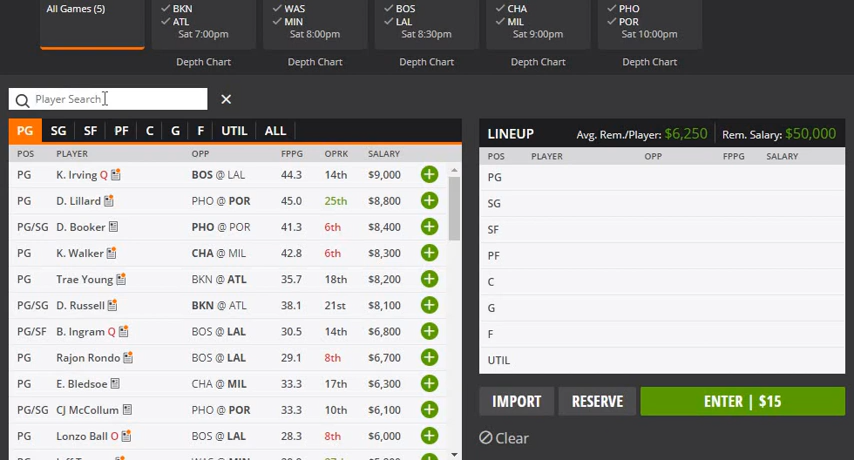 All Games (5)
BKN
ATL
Sat 7:00pm
WAS
MIN
Sat 8:00pm
BOS
LAL
Sat 8:30pm
CHA
MIL
Sat 9:00pm
PHO
POR
Sat 10:00pm
Depth Chart Depth Chart Depth Chart Depth Chart Depth Chart
Player Search
PG SG SF PF C G F UTIL ALL
POS PLAYER OPP FPPG OPRK SALARY
PG K. Irving Q BOS @ LAL 44.3 14th $9,000
PG D. Lillard PHO @ POR 45.0 25th $8,800
PG/SG D. Booker PHO @ POR 41.3 6th $8,400
PG K. Walker CHA @ MIL 42.8 6th $8,300
PG Trae Young BKN @ ATL 35.7 18th $8,200
PG/SG D. Russell BKN @ ATL 38.1 21st $8,100
PG/SF B. Ingram Q BOS @ LAL 30.5 14th $6,800
PG Rajon Rondo BOS @ LAL 29.1 8th $6,700
PG E. Bledsoe CHA @ MIL 33.3 17th $6,300
PG/SG CJ McCollum PHO @ POR 33.3 10th $6,100
PG Lonzo Ball O BOS @ LAL 28.3 8th $6,000
LINEUP Avg. Rem./Player: $6,250 Rem. Salary: $50,000
POS PLAYER OPP FPPG SALARY
PG
SG
SF
PF
C
G
F
UTIL
IMPORT RESERVE ENTER | $15
Clear